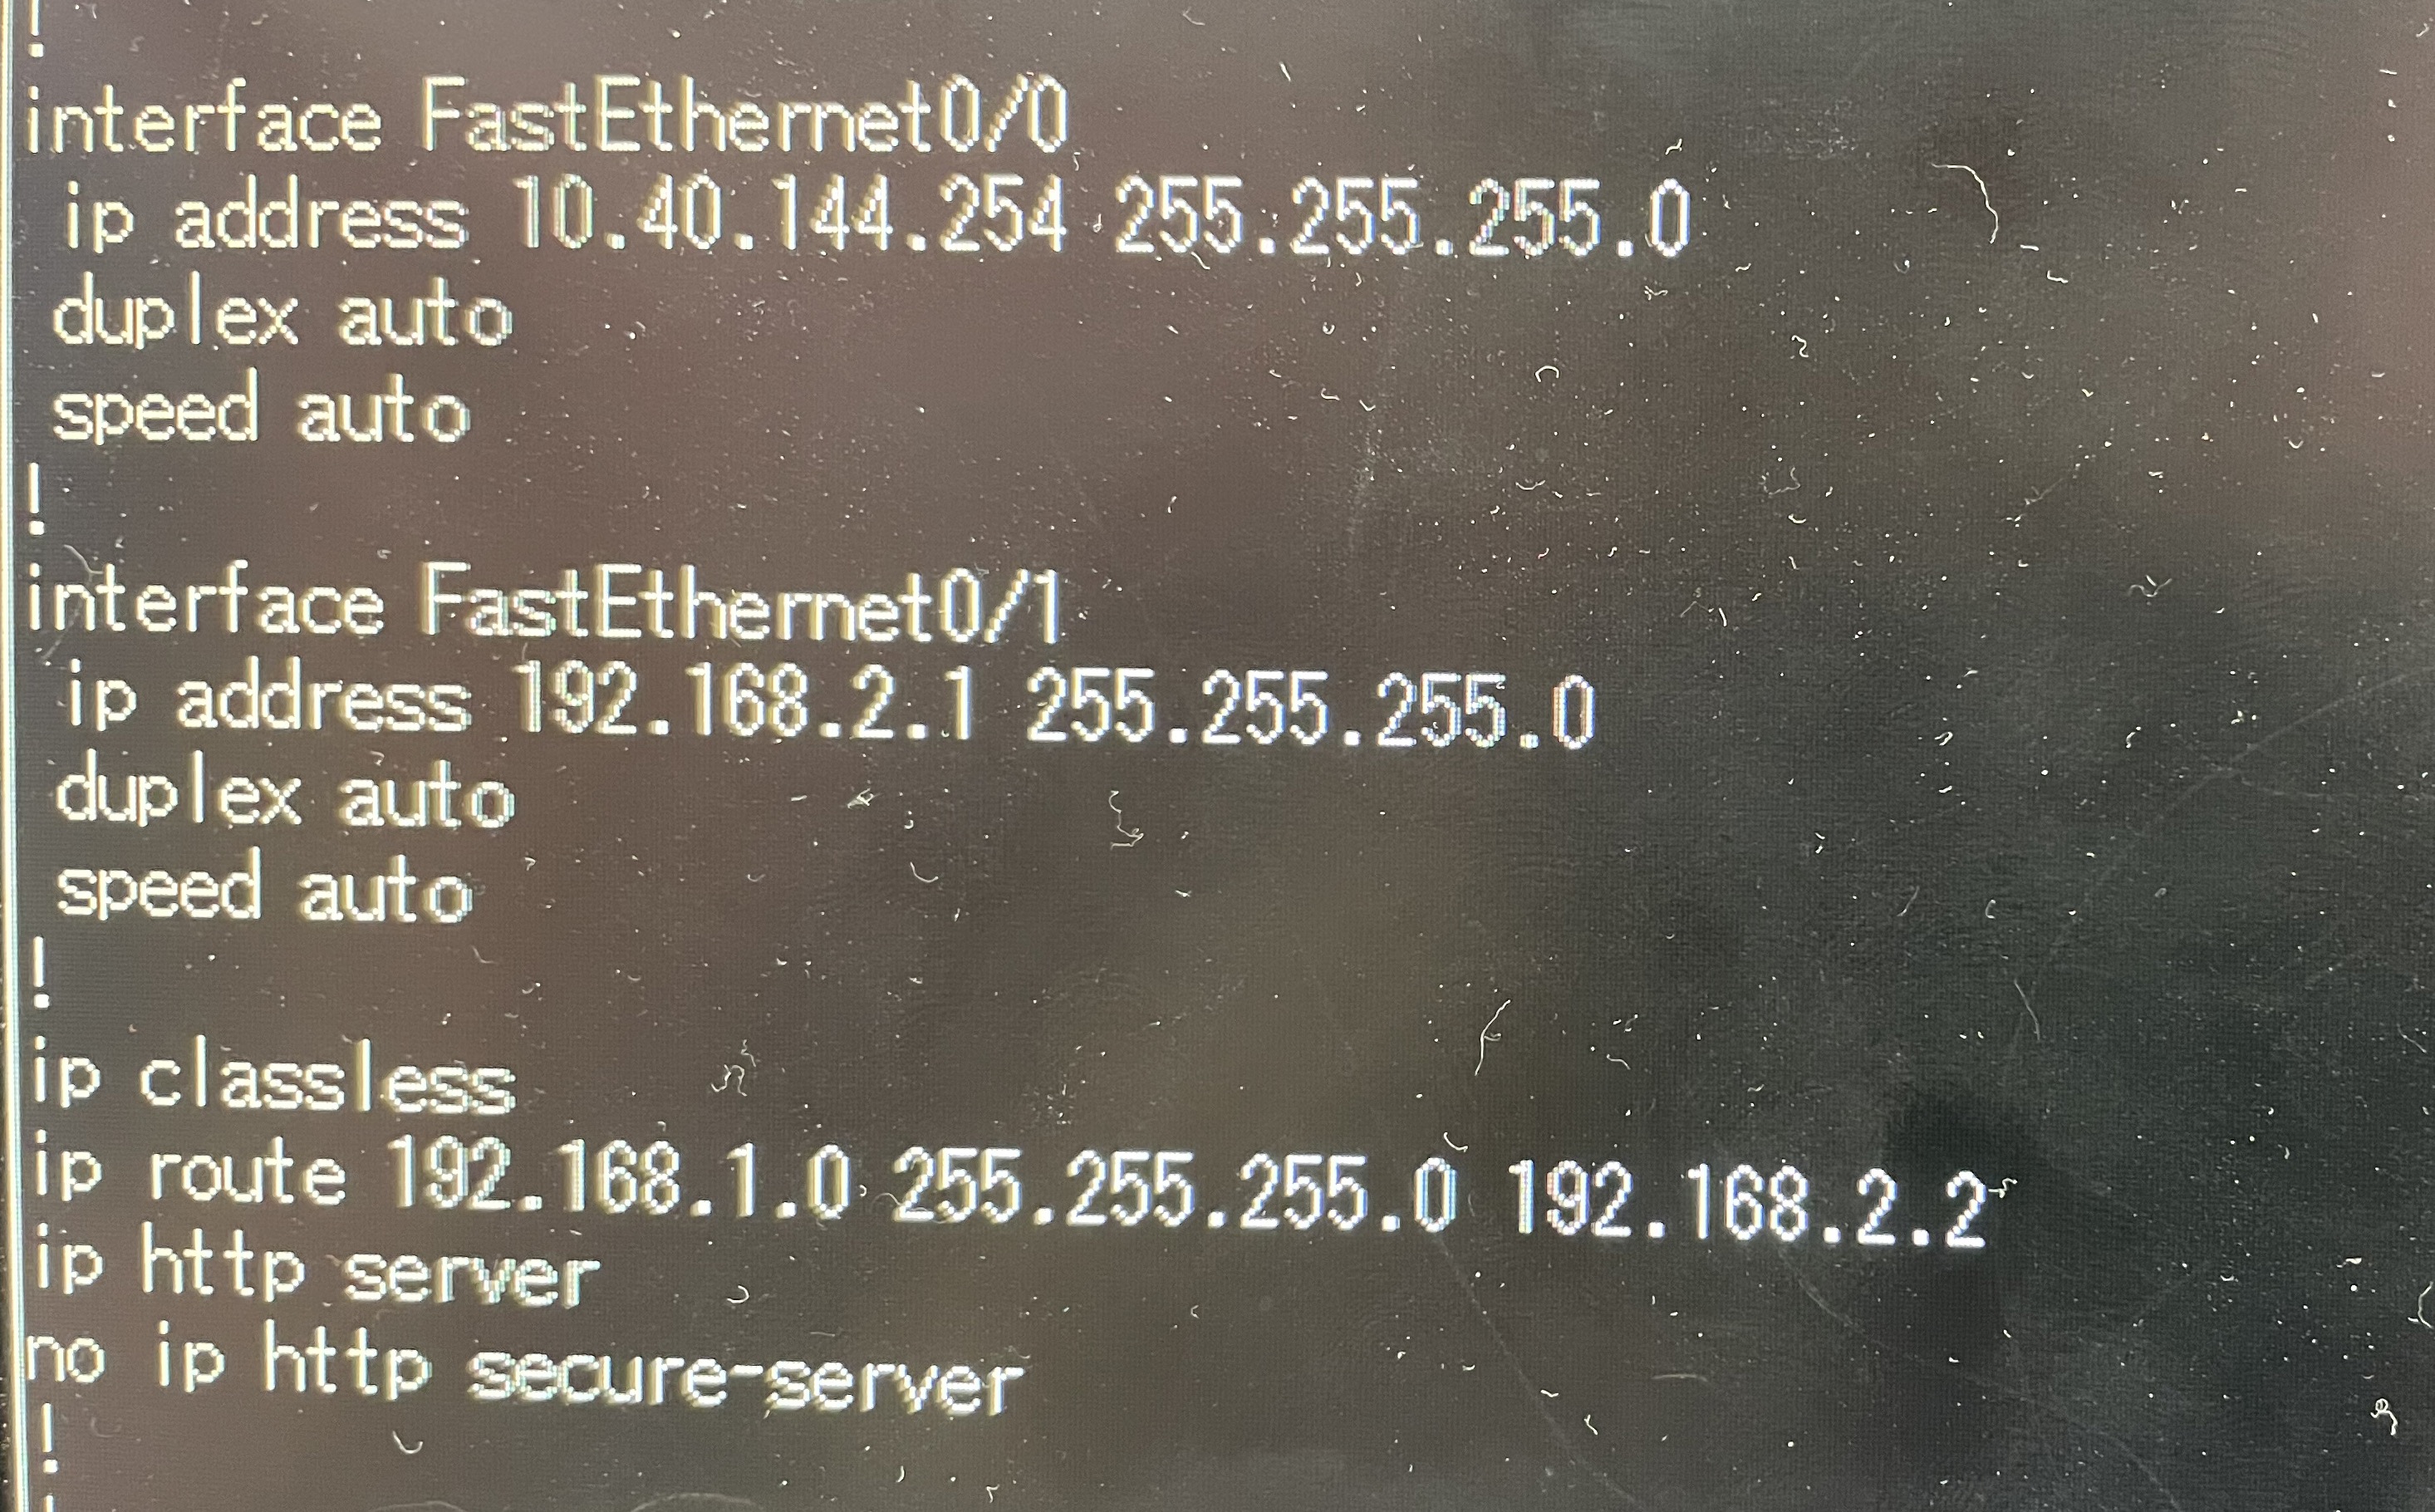 !
interface FastEthernet0/0
ip address 10.40.144.254 255.255.255.0
duplex auto
speed auto
!
interface FastEthernet0/1
ip address 192.168.2.1 255.255.255.0
duplex auto
speed auto
!
ip classless
ip route 192.168.1.0 255.255.255.0 192.168.2.2
ip http server
no ip http secure-server
!